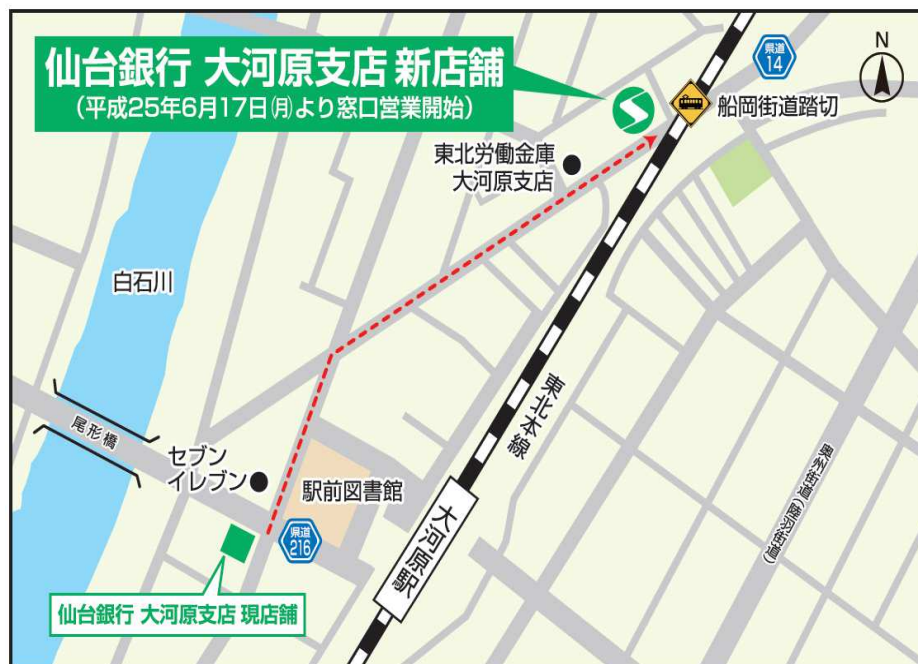 仙台銀行 大河原支店 新店舗
(平成25年6月17日(月)より窓口営業開始)
県道
14
N
船岡街道踏切
東北労働金庫
大河原支店
白石川
尾形橋
セブン
イレブン
駅前図書館
県道
216
東北本線
大河原駅
奥州街道(陸羽街道)
仙台銀行 大河原支店 現店舗